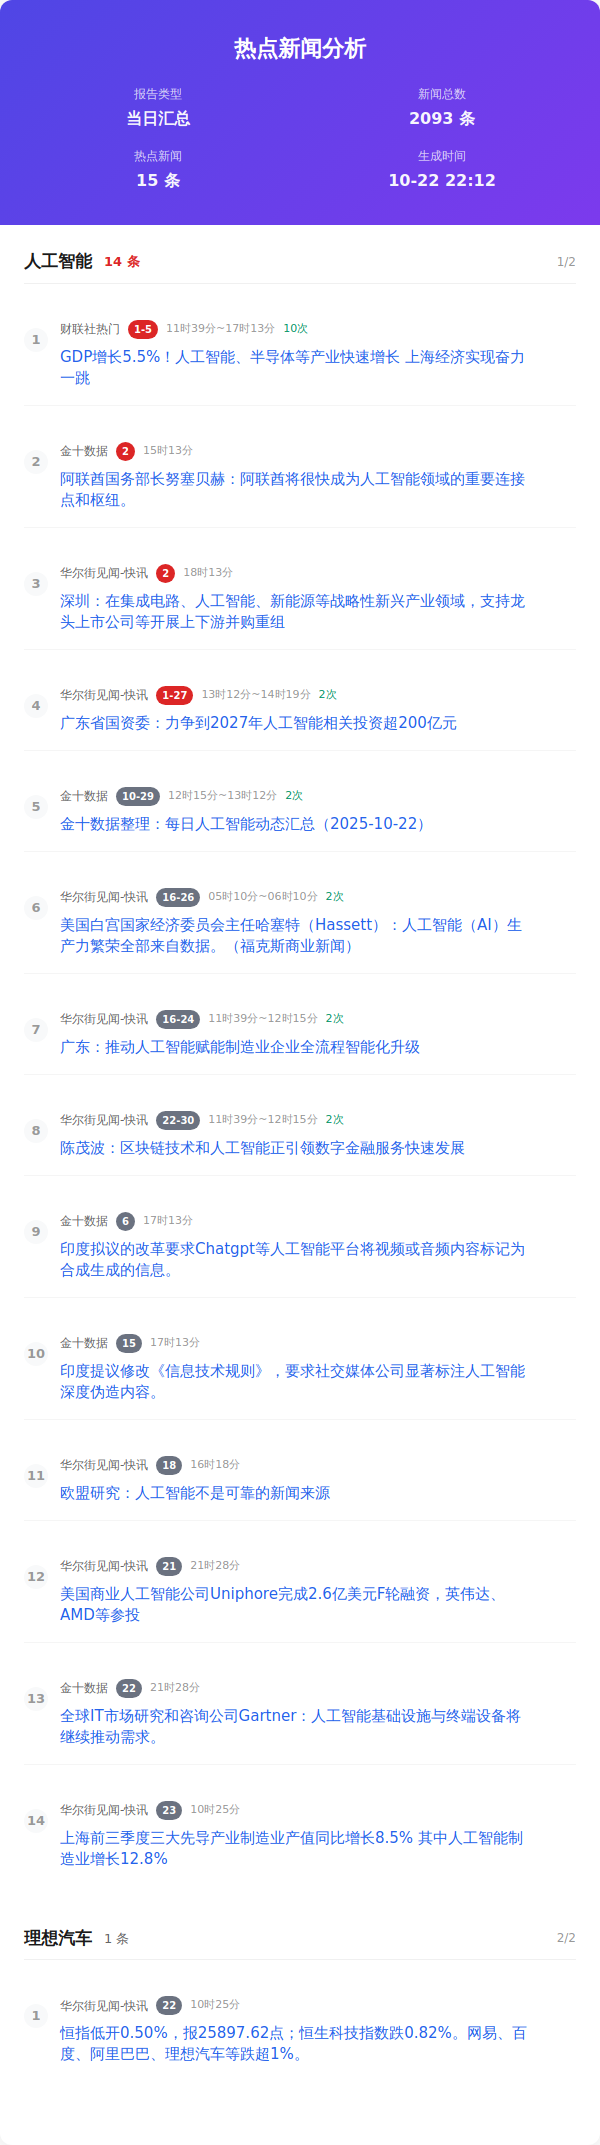 热点新闻分析
报告类型
新闻总数
当日汇总
2093 条
热点新闻
生成时间
15 条
10-22 22:12
人工智能 14 条 1/2
1 财联社热门 1-5 11时39分~17时13分 10次
GDP增长5.5%！人工智能、半导体等产业快速增长 上海经济实现奋力
一跳
2 金十数据 2 15时13分
阿联酋国务部长努塞贝赫：阿联酋将很快成为人工智能领域的重要连接
点和枢纽。
3 华尔街见闻-快讯 2 18时13分
深圳：在集成电路、人工智能、新能源等战略性新兴产业领域，支持龙
头上市公司等开展上下游并购重组
4 华尔街见闻-快讯 1-27 13时12分~14时19分 2次
广东省国资委：力争到2027年人工智能相关投资超200亿元
5 金十数据 10-29 12时15分~13时12分 2次
金十数据整理：每日人工智能动态汇总（2025-10-22）
6 华尔街见闻-快讯 16-26 05时10分~06时10分 2次
美国白宫国家经济委员会主任哈塞特（Hassett）：人工智能（AI）生
产力繁荣全部来自数据。（福克斯商业新闻）
7 华尔街见闻-快讯 16-24 11时39分~12时15分 2次
广东：推动人工智能赋能制造业企业全流程智能化升级
8 华尔街见闻-快讯 22-30 11时39分~12时15分 2次
陈茂波：区块链技术和人工智能正引领数字金融服务快速发展
9 金十数据 6 17时13分
印度拟议的改革要求Chatgpt等人工智能平台将视频或音频内容标记为
合成生成的信息。
10 金十数据 15 17时13分
印度提议修改《信息技术规则》，要求社交媒体公司显著标注人工智能
深度伪造内容。
11 华尔街见闻-快讯 18 16时18分
欧盟研究：人工智能不是可靠的新闻来源
12 华尔街见闻-快讯 21 21时28分
美国商业人工智能公司Uniphore完成2.6亿美元F轮融资，英伟达、
AMD等参投
13 金十数据 22 21时28分
全球IT市场研究和咨询公司Gartner：人工智能基础设施与终端设备将
继续推动需求。
14 华尔街见闻-快讯 23 10时25分
上海前三季度三大先导产业制造业产值同比增长8.5% 其中人工智能制
造业增长12.8%
理想汽车 1 条 2/2
1 华尔街见闻-快讯 22 10时25分
恒指低开0.50%，报25897.62点；恒生科技指数跌0.82%。网易、百
度、阿里巴巴、理想汽车等跌超1%。